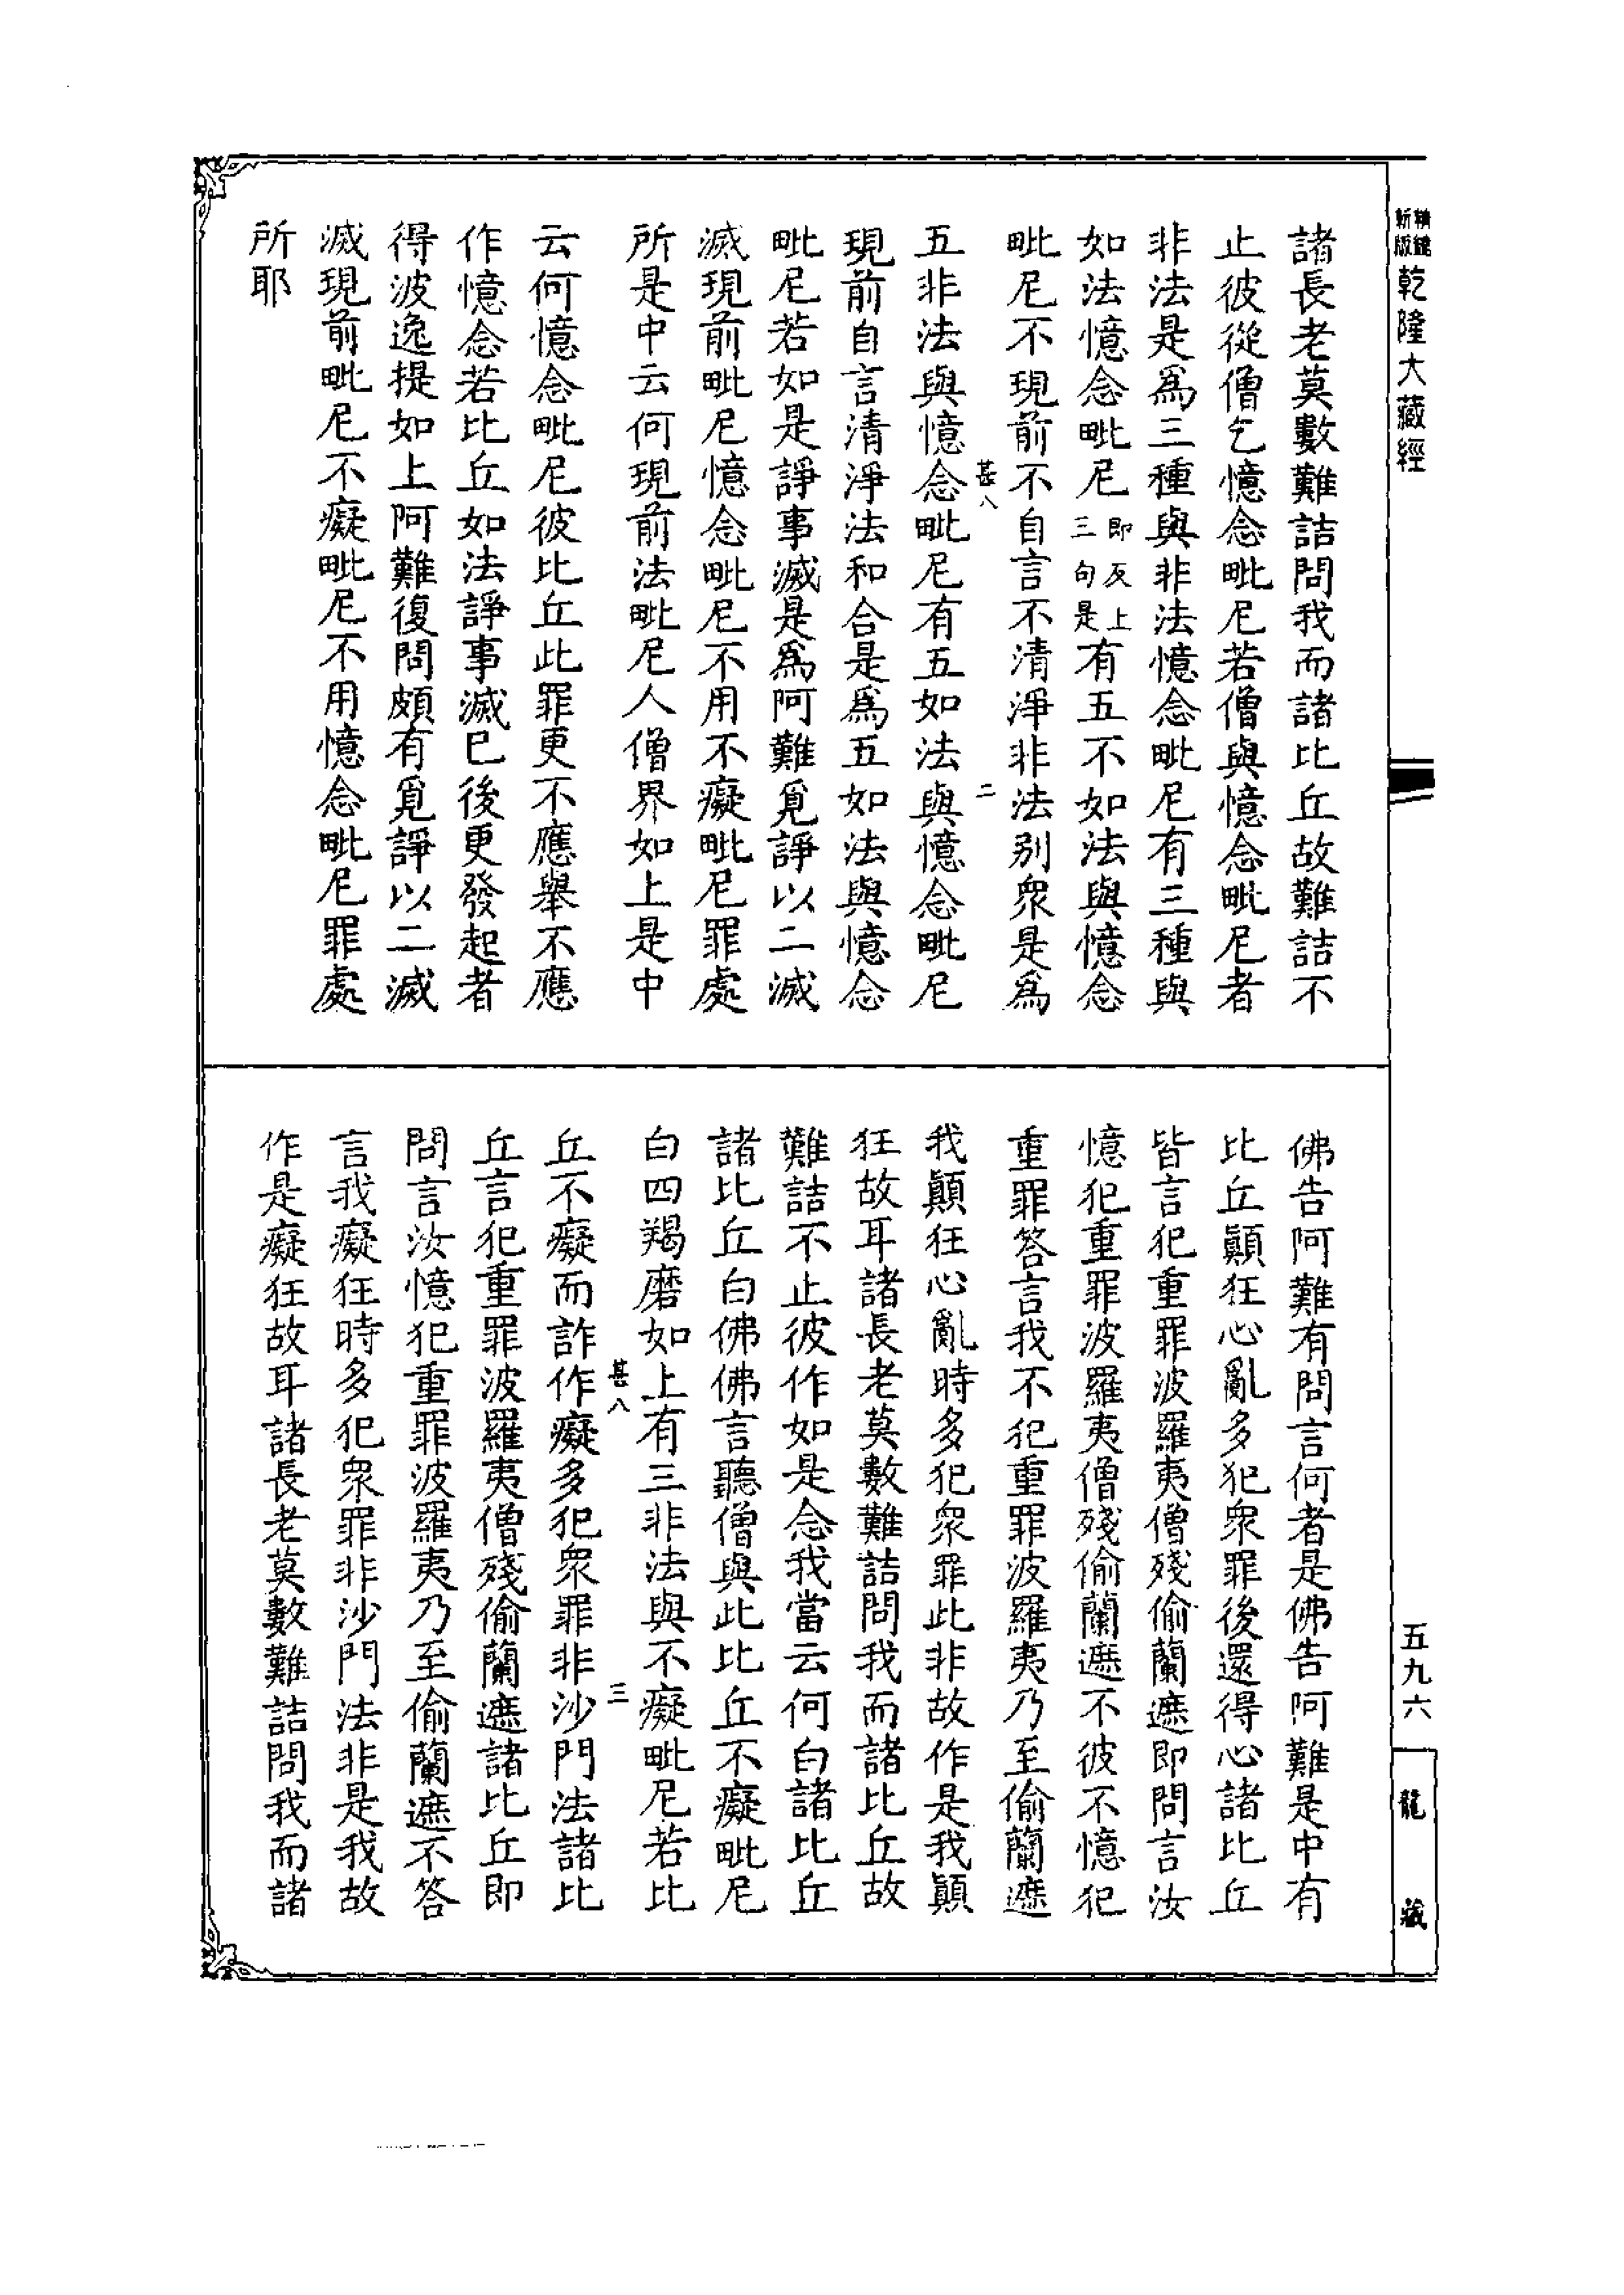 新版
精縮
乾隆大藏經
諸長老莫數難詰問我而諸比丘故難詰不
止彼從僧乞憶念毗尼若僧與憶念毗尼者
非法是爲三種與非法憶念毗尼有三種與
如法憶念毗尼即反上三句是有五不如法與憶念
毗尼不現前不自言不清淨非法別衆是爲
甚八 二
五非法與憶念毗尼有五如法與憶念毗尼
現前自言清淨法和合是爲五如法與憶念
毗尼若如是諍事滅是爲阿難覓諍以二滅
滅現前毗尼憶念毗尼不用不癡毗尼罪處
所是中云何現前法毗尼人僧界如上是中
云何憶念毗尼彼比丘此罪更不應舉不應
作憶念若比丘如法諍事滅已後更發起者
得波逸提如上阿難復問頗有覓諍以二滅
滅現前毗尼不癡毗尼不用憶念毗尼罪處
所耶
佛告阿難有問言何者是佛告阿難是中有
比丘顛狂心亂多犯衆罪後還得心諸比丘
皆言犯重罪波羅夷僧殘偷蘭遮即問言汝
憶犯重罪波羅夷僧殘偷蘭遮不彼不憶犯
重罪答言我不犯重罪波羅夷乃至偷蘭遮
我顛狂心亂時多犯衆罪此非故作是我顛
狂故耳諸長老莫數難詰問我而諸比丘故
難詰不止彼作如是念我當云何白諸比丘
諸比丘白佛佛言聽僧與此比丘不癡毗尼
白四羯磨如上有三非法與不癡毗尼若比
甚八 三
丘不癡而詐作癡多犯衆罪非沙門法諸比
丘言犯重罪波羅夷僧殘偷蘭遮諸比丘即
問言汝憶犯重罪波羅夷乃至偷蘭遮不答
言我癡狂時多犯衆罪非沙門法非是我故
作是癡狂故耳諸長老莫數難詰問我而諸
五九六
龍藏